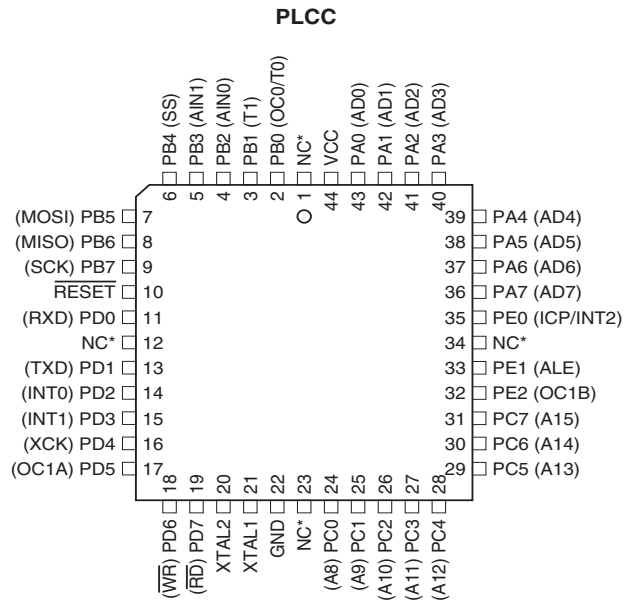 PLCC
PB4 (SS)
PB3 (AIN1)
PB2 (AIN0)
PB1 (T1)
PB0 (OC0/T0)
NC*
VCC
PA0 (AD0)
PA1 (AD1)
PA2 (AD2)
PA3 (AD3)
6
5
4
3
2
1
44
43
42
41
40
(MOSI) PB5 7
(MISO) PB6 8
(SCK) PB7 9
RESET 10
(RXD) PD0 11
NC* 12
(TXD) PD1 13
(INT0) PD2 14
(INT1) PD3 15
(XCK) PD4 16
(OC1A) PD5 17
39 PA4 (AD4)
38 PA5 (AD5)
37 PA6 (AD6)
36 PA7 (AD7)
35 PE0 (ICP/INT2)
34 NC*
33 PE1 (ALE)
32 PE2 (OC1B)
31 PC7 (A15)
30 PC6 (A14)
29 PC5 (A13)
18
19
20
21
22
23
24
25
26
27
28
(WR) PD6
(RD) PD7
XTAL2
XTAL1
GND
NC*
(A8) PC0
(A9) PC1
(A10) PC2
(A11) PC3
(A12) PC4